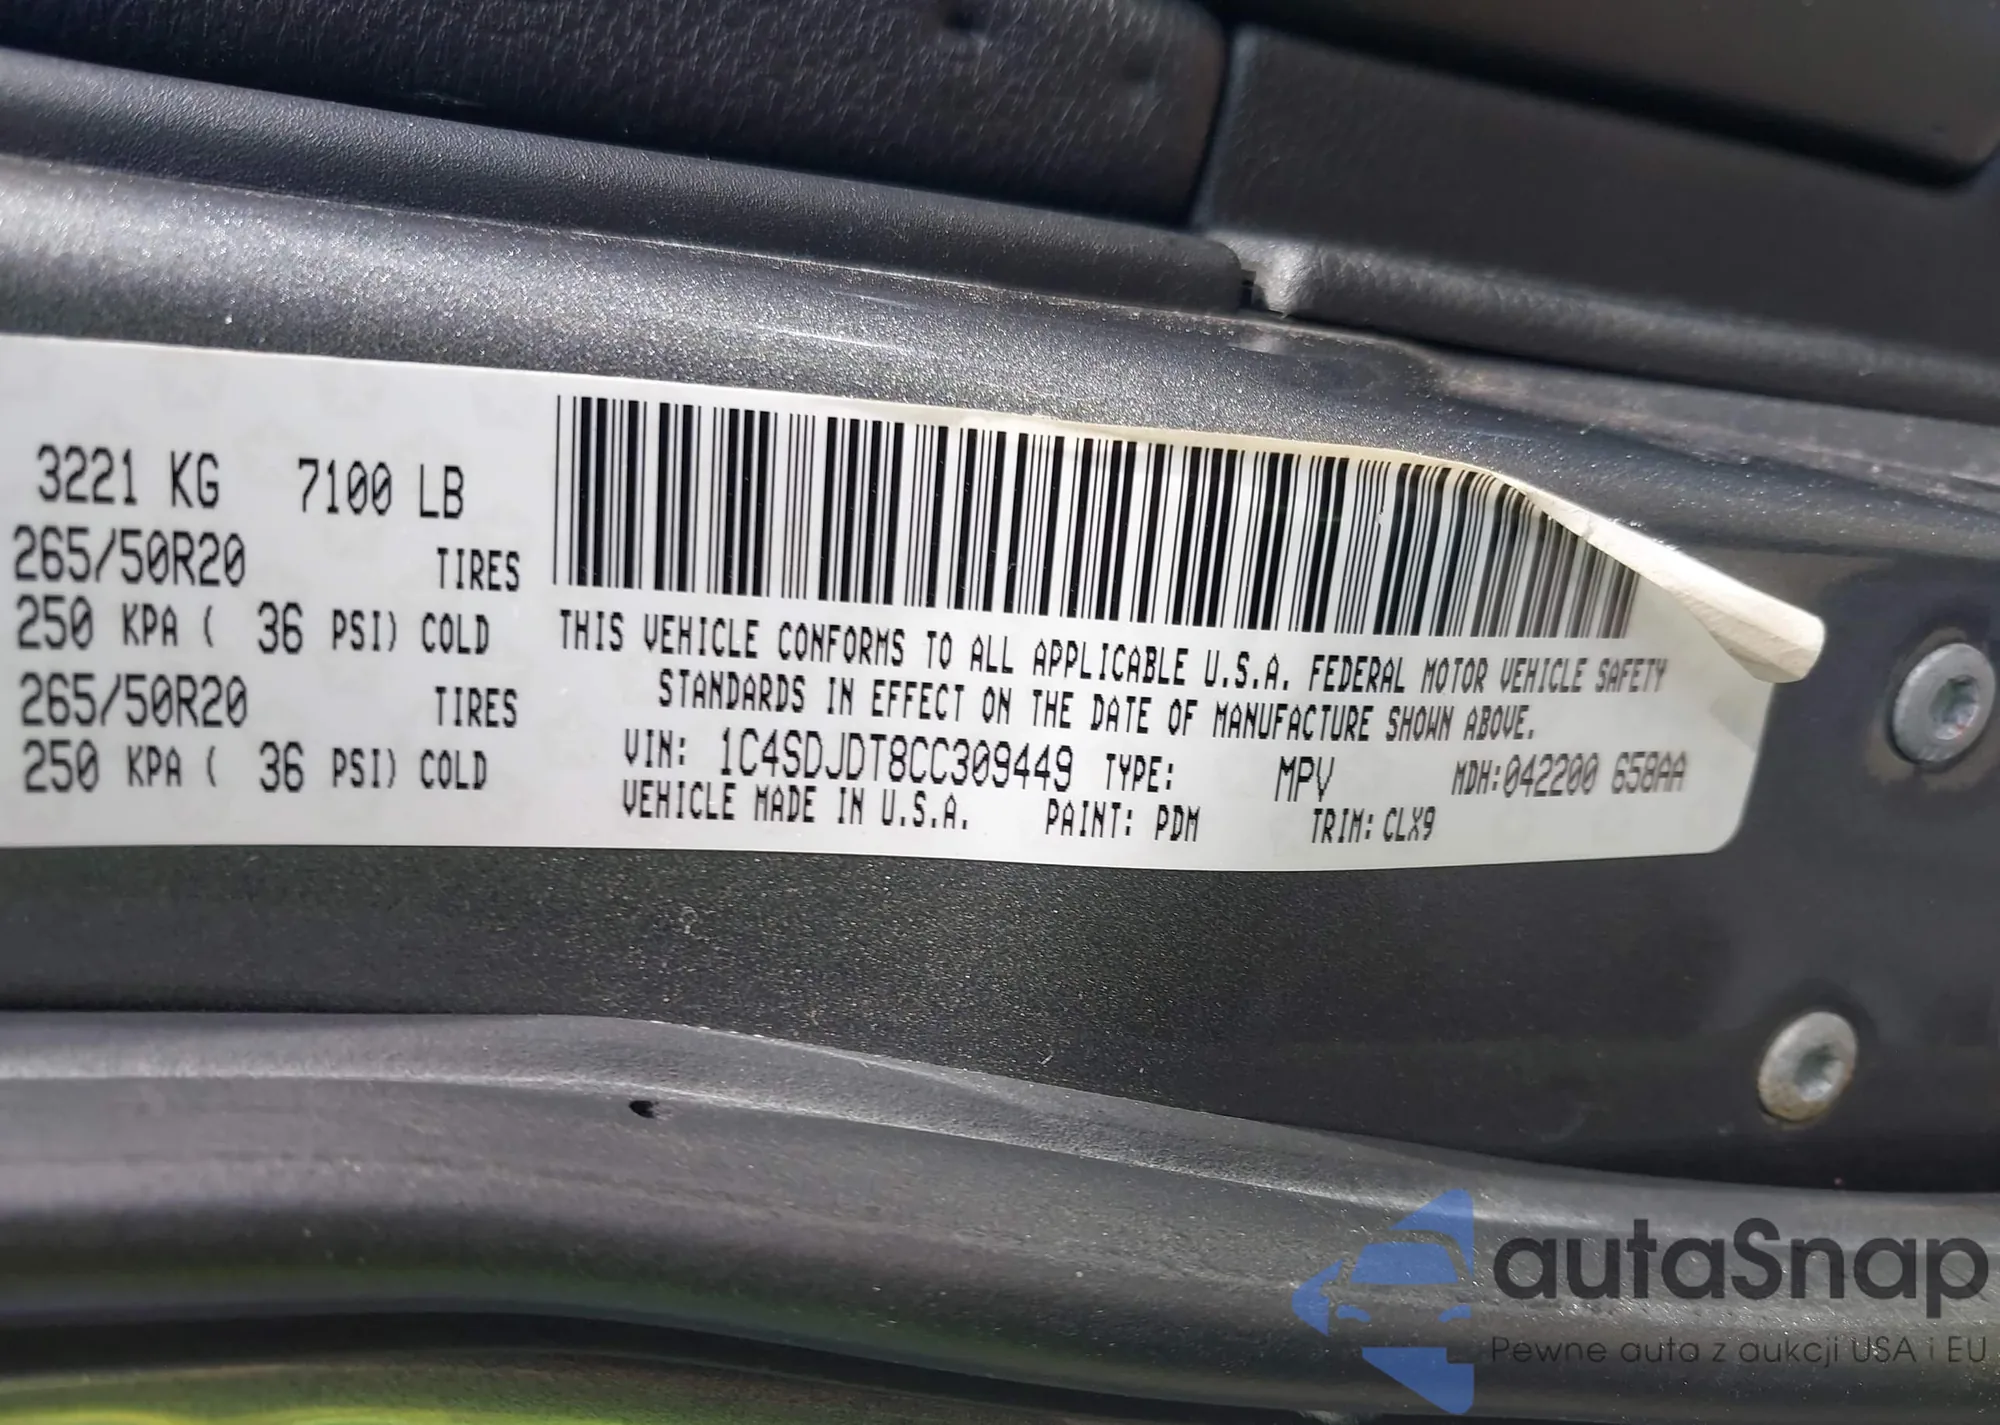 3221 KG 7100 LB
265/50R20 TIRES
250 KPA ( 36 PSI) COLD
265/50R20 TIRES
250 KPA ( 36 PSI) COLD
THIS VEHICLE CONFORMS TO ALL APPLICABLE U.S.A. FEDERAL MOTOR VEHICLE SAFETY
STANDARDS IN EFFECT ON THE DATE OF MANUFACTURE SHOWN ABOVE.
VIN: 1C4SDJDT8CC309449 TYPE: MPV MDH:042200 658AA
VEHICLE MADE IN U.S.A. PAINT: PDM TRIM: CLX9
autaSnap
Pewne auta z aukcji USA i EU